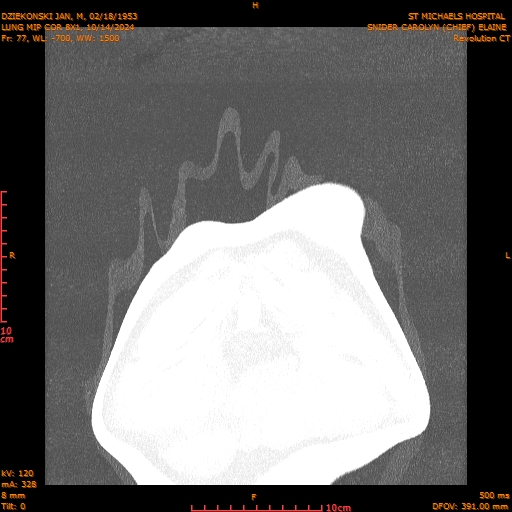 H
DZIEKONSKI JAN, M, 02/18/1953
LUNG MIP COR 8X1, 10/14/2024
Fr: 77, WL: -700, WW: 1500
ST MICHAELS HOSPITAL
SNIDER CAROLYN (CHIEF) ELAINE
Revolution CT
R
L
10
cm
kV: 120
mA: 328
8 mm
Tilt: 0
F
10cm
500 ms
DFOV: 391.00 mm